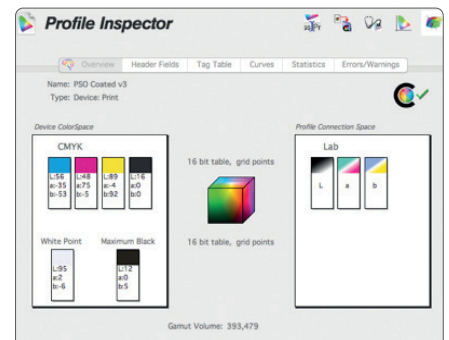 Profile Inspector
Overview Header Fields Tag Table Curves Statistics Errors/Warnings
Name: PSO Coated v3
Type: Device: Print
Device ColorSpace
Profile Connection Space
CMYK
Lab
L:56 L:48 L:89 L:16
a:-35 a:75 a:-4 a:0
b:-53 b:-5 b:92 b:0
16 bit table, grid points
L a b
White Point Maximum Black
16 bit table, grid points
L:95 L:12
a:2 a:0
b:-6 b:5
Gamut Volume: 393,479